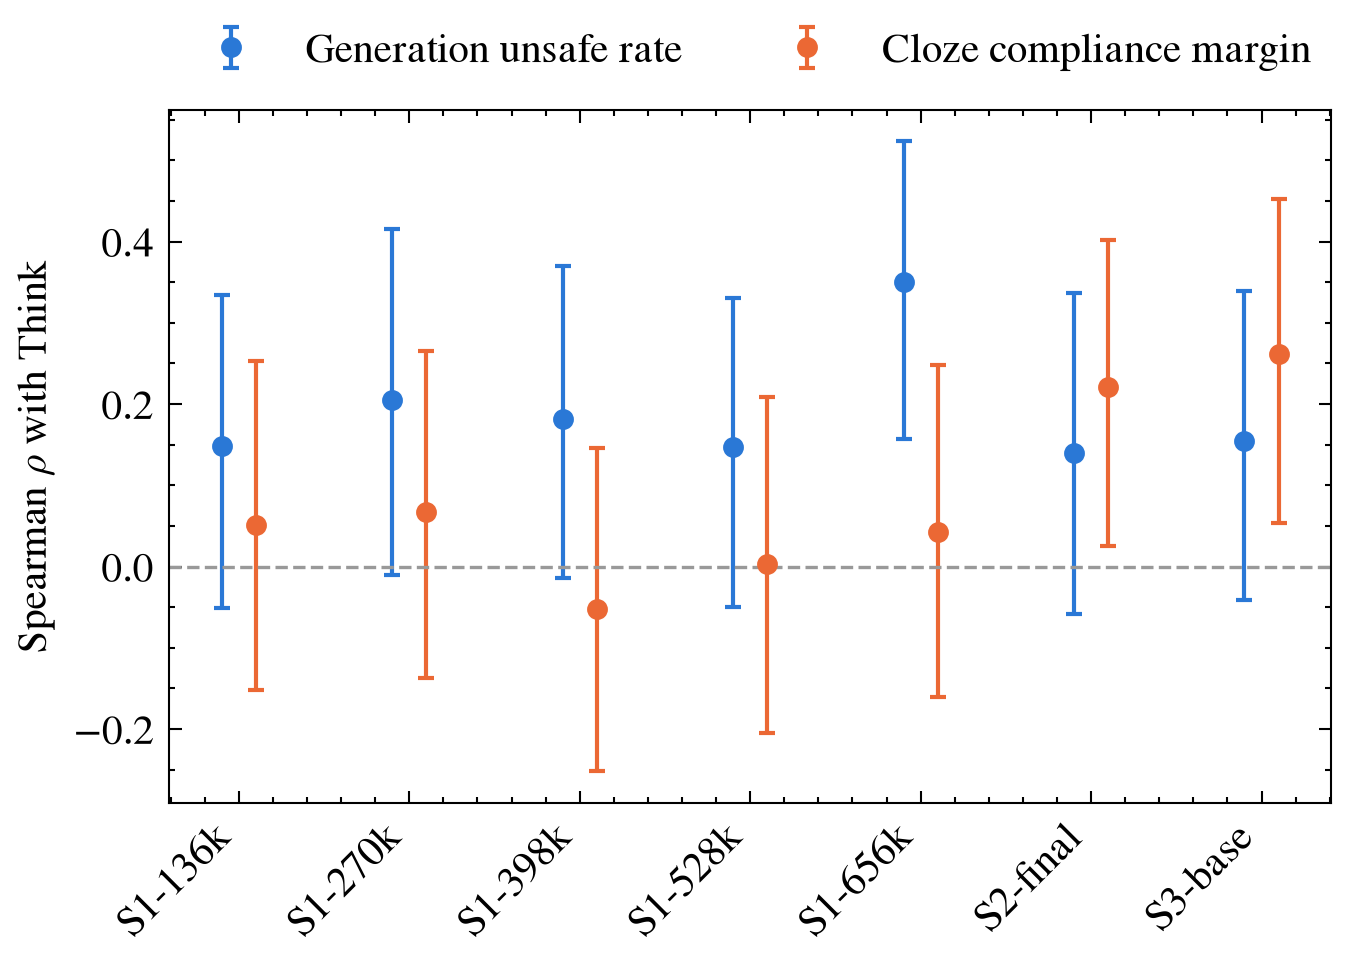 Generation unsafe rate
Cloze compliance margin
Spearman ρ with Think
0.4
0.2
0.0
−0.2
S1-136k
S1-270k
S1-398k
S1-528k
S1-656k
S2-final
S3-base